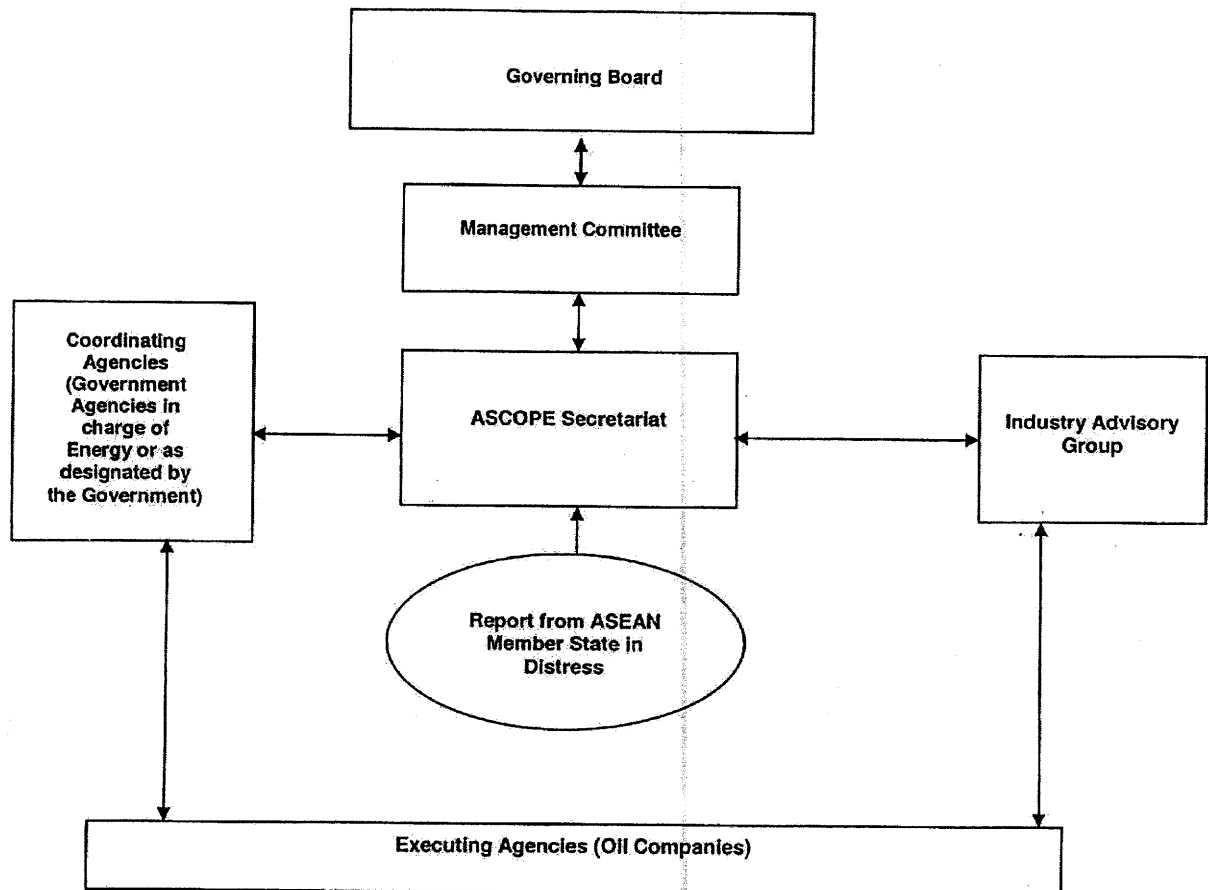 Governing Board
Management Committee
Coordinating
Agencies
(Government
Agencies in
charge of
Energy or as
designated by
the Government)
ASCOPE Secretariat
Industry Advisory
Group
Report from ASEAN
Member State in
Distress
Executing Agencies (Oil Companies)